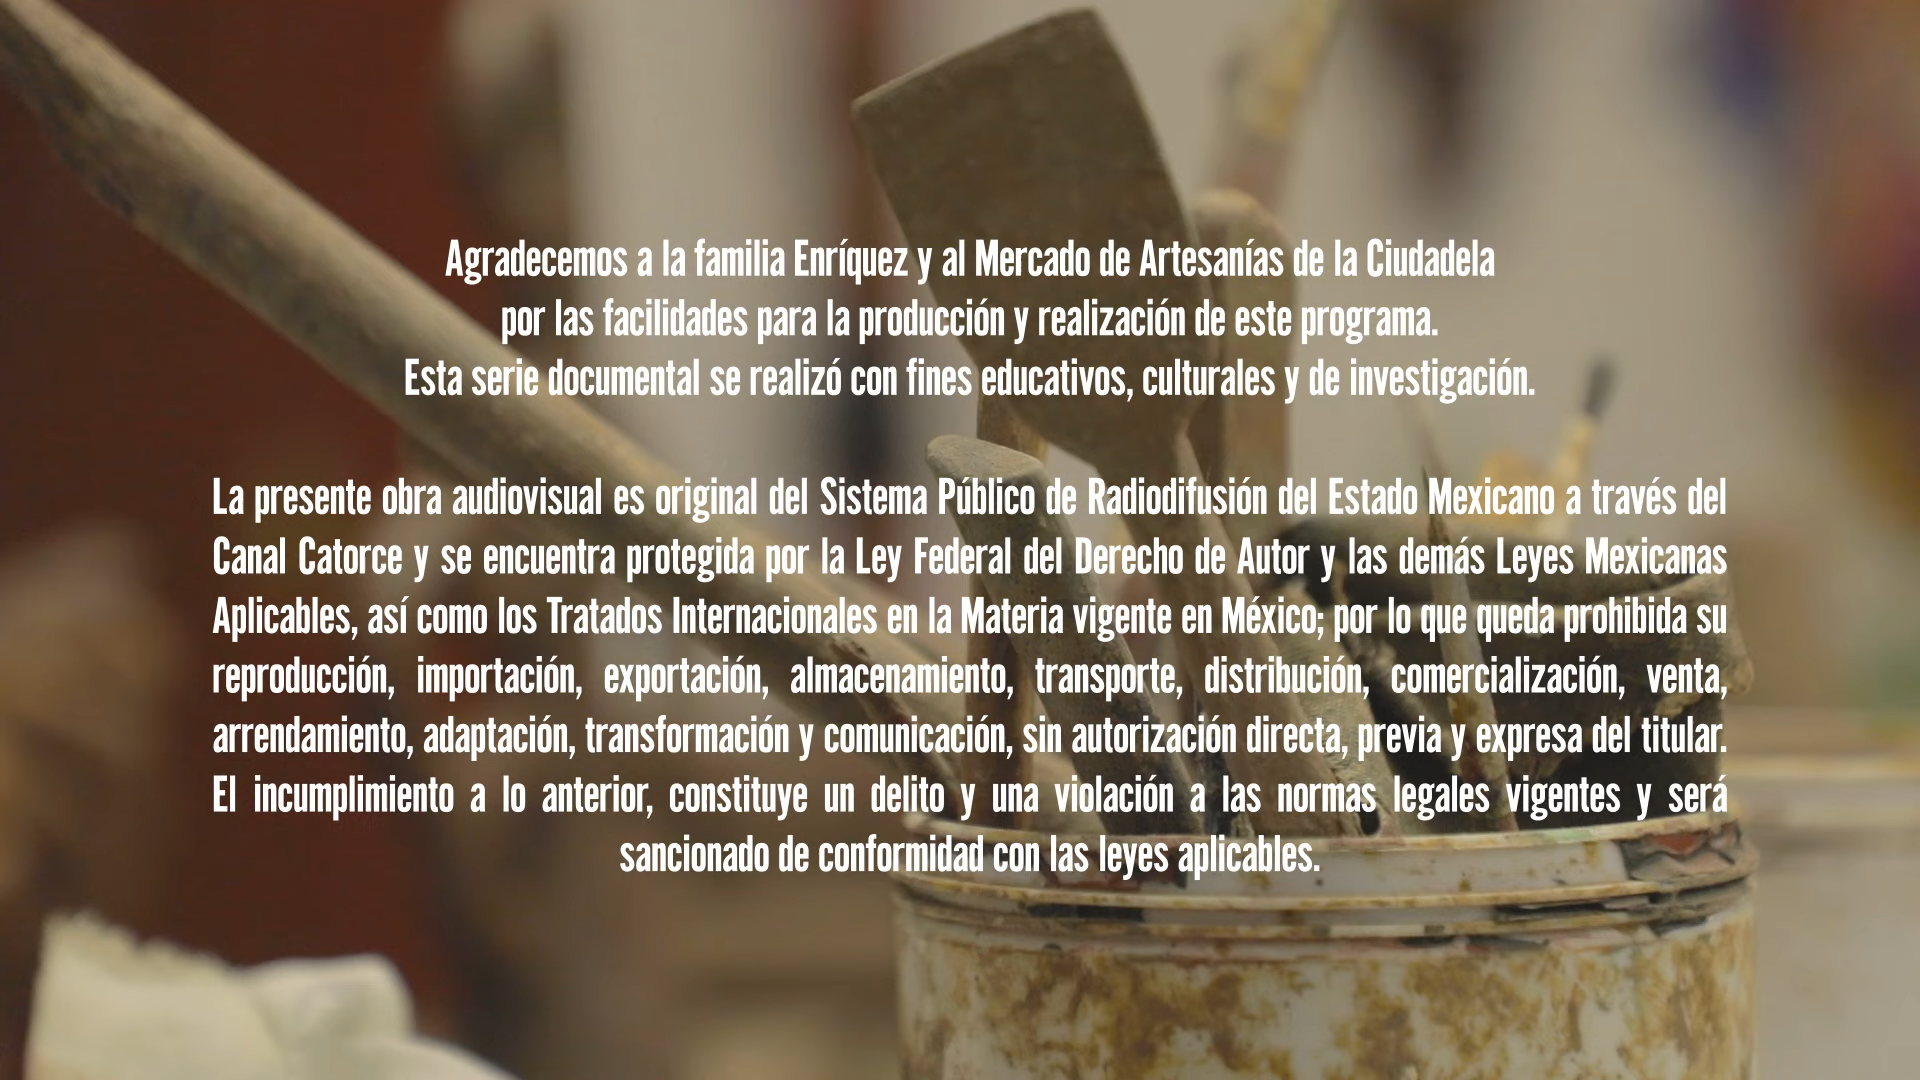 Agradecemos a la familia Enríquez y al Mercado de Artesanías de la Ciudadela
por las facilidades para la producción y realización de este programa.
Esta serie documental se realizó con fines educativos, culturales y de investigación.
La presente obra audiovisual es original del Sistema Público de Radiodifusión del Estado Mexicano a través del
Canal Catorce y se encuentra protegida por la Ley Federal del Derecho de Autor y las demás Leyes Mexicanas
Aplicables, así como los Tratados Internacionales en la Materia vigente en México; por lo que queda prohibida su
reproducción, importación, exportación, almacenamiento, transporte, distribución, comercialización, venta,
arrendamiento, adaptación, transformación y comunicación, sin autorización directa, previa y expresa del titular.
El incumplimiento a lo anterior, constituye un delito y una violación a las normas legales vigentes y será
sancionado de conformidad con las leyes aplicables.